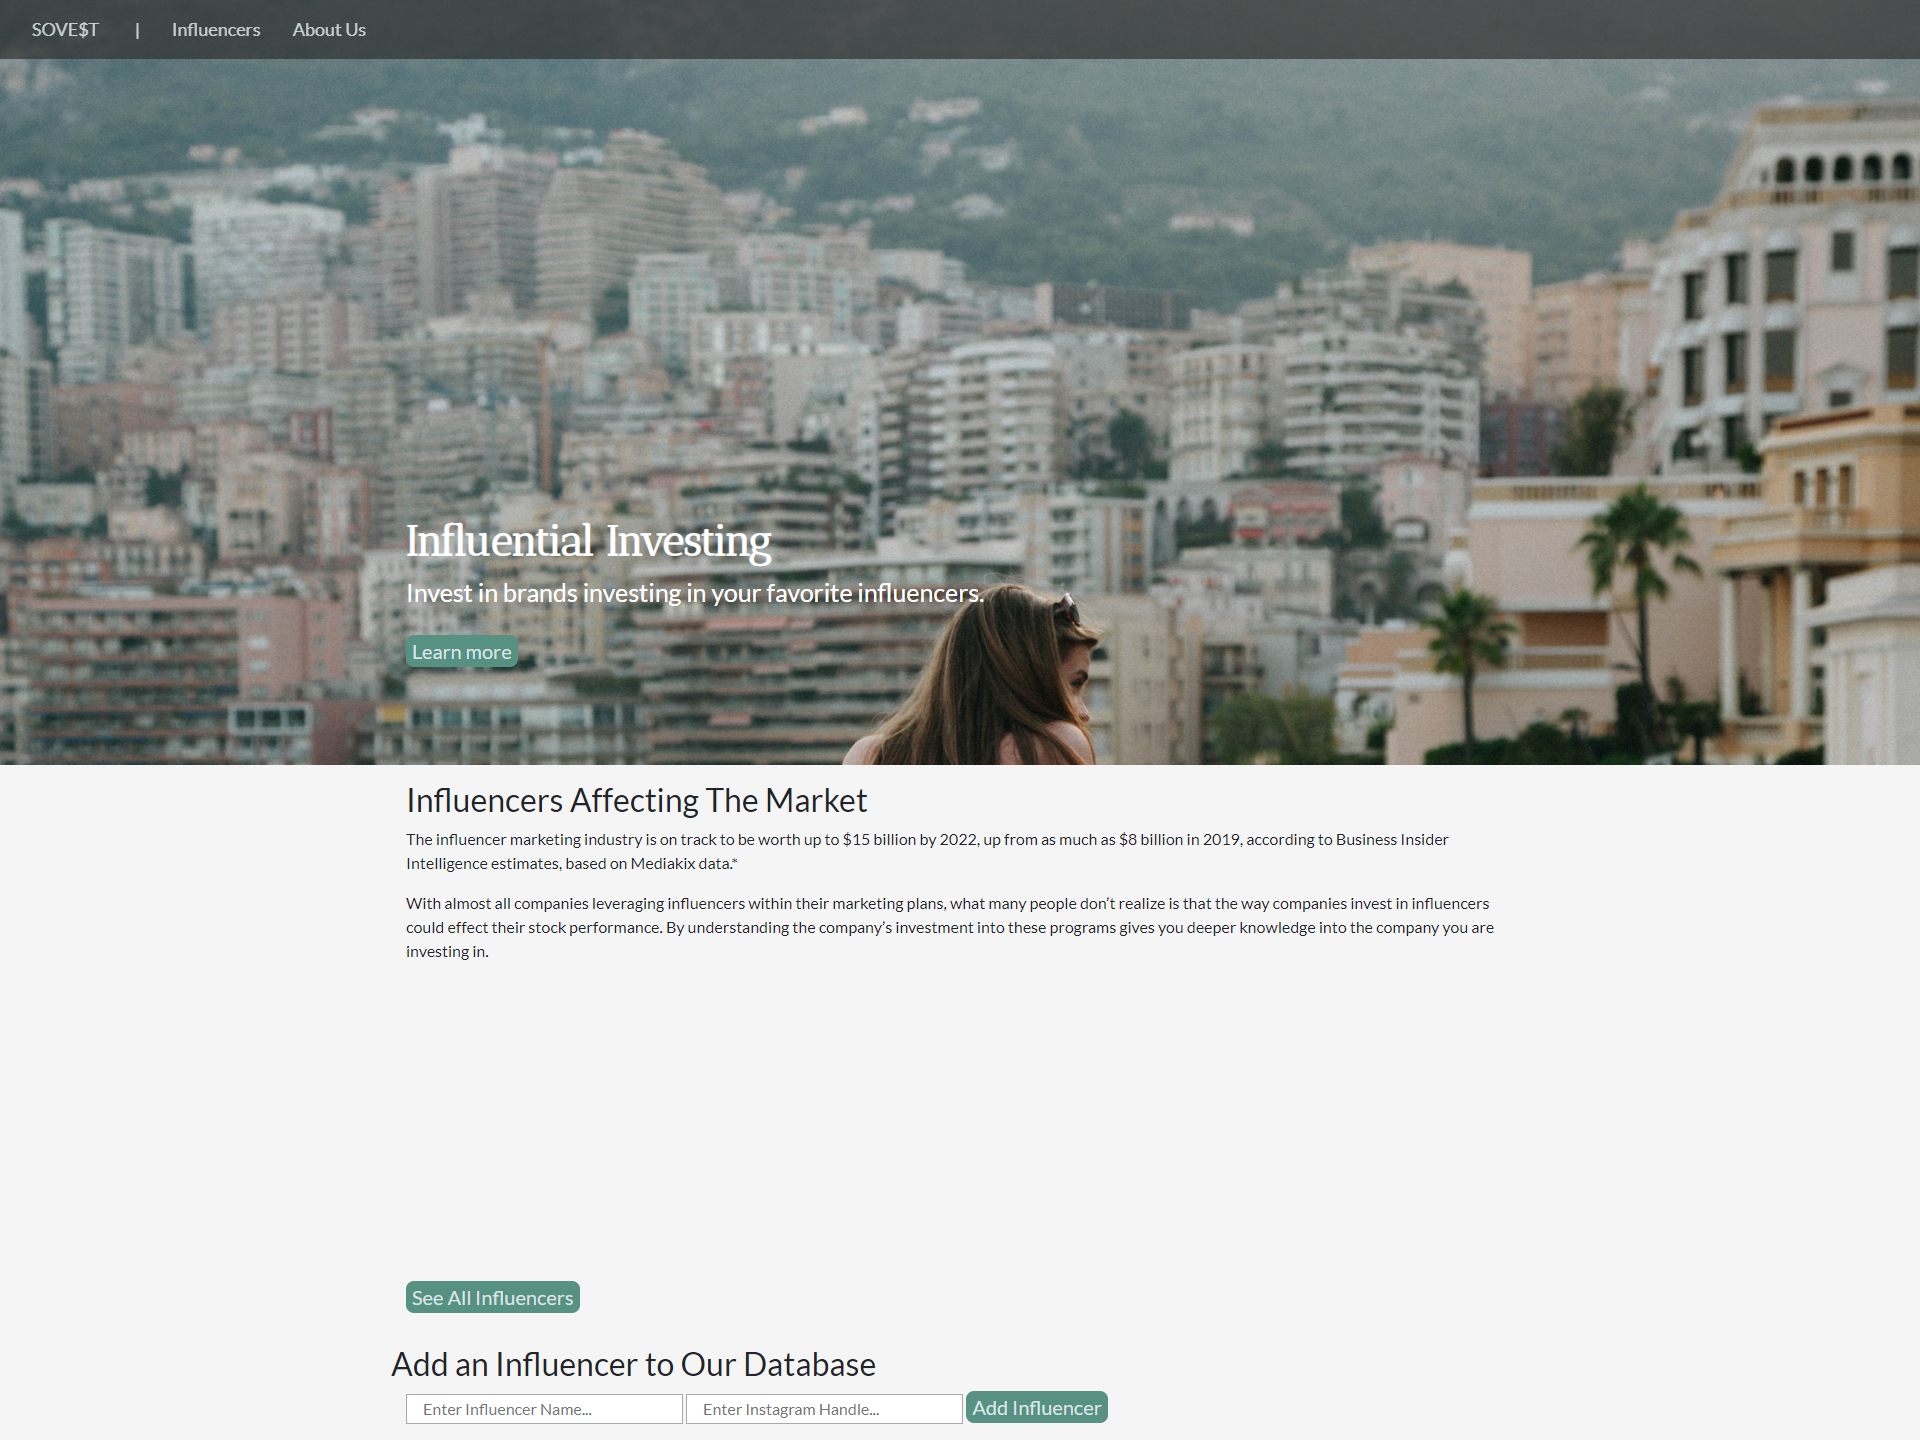 SOVE$T | Influencers About Us
Influential Investing
Invest in brands investing in your favorite influencers.
Learn more
Influencers Affecting The Market
The influencer marketing industry is on track to be worth up to $15 billion by 2022, up from as much as $8 billion in 2019, according to Business Insider
Intelligence estimates, based on Mediakix data.*
With almost all companies leveraging influencers within their marketing plans, what many people don’t realize is that the way companies invest in influencers
could effect their stock performance. By understanding the company’s investment into these programs gives you deeper knowledge into the company you are
investing in.
See All Influencers
Add an Influencer to Our Database
Enter Influencer Name... Enter Instagram Handle... Add Influencer